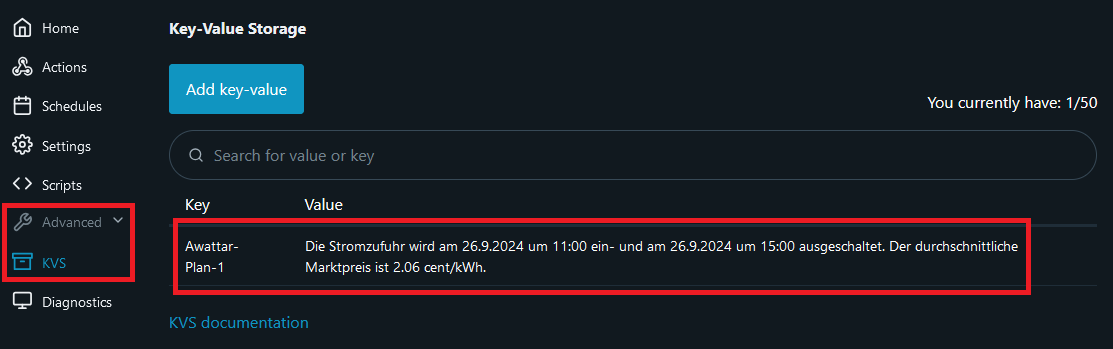 Home
Actions
Schedules
Settings
Scripts
Advanced
KVS
Diagnostics
Key-Value Storage
Add key-value
You currently have: 1/50
Search for value or key
Key Value
Awattar-
Plan-1
Die Stromzufuhr wird am 26.9.2024 um 11:00 ein- und am 26.9.2024 um 15:00 ausgeschaltet. Der durchschnittliche
Marktpreis ist 2.06 cent/kWh.
KVS documentation